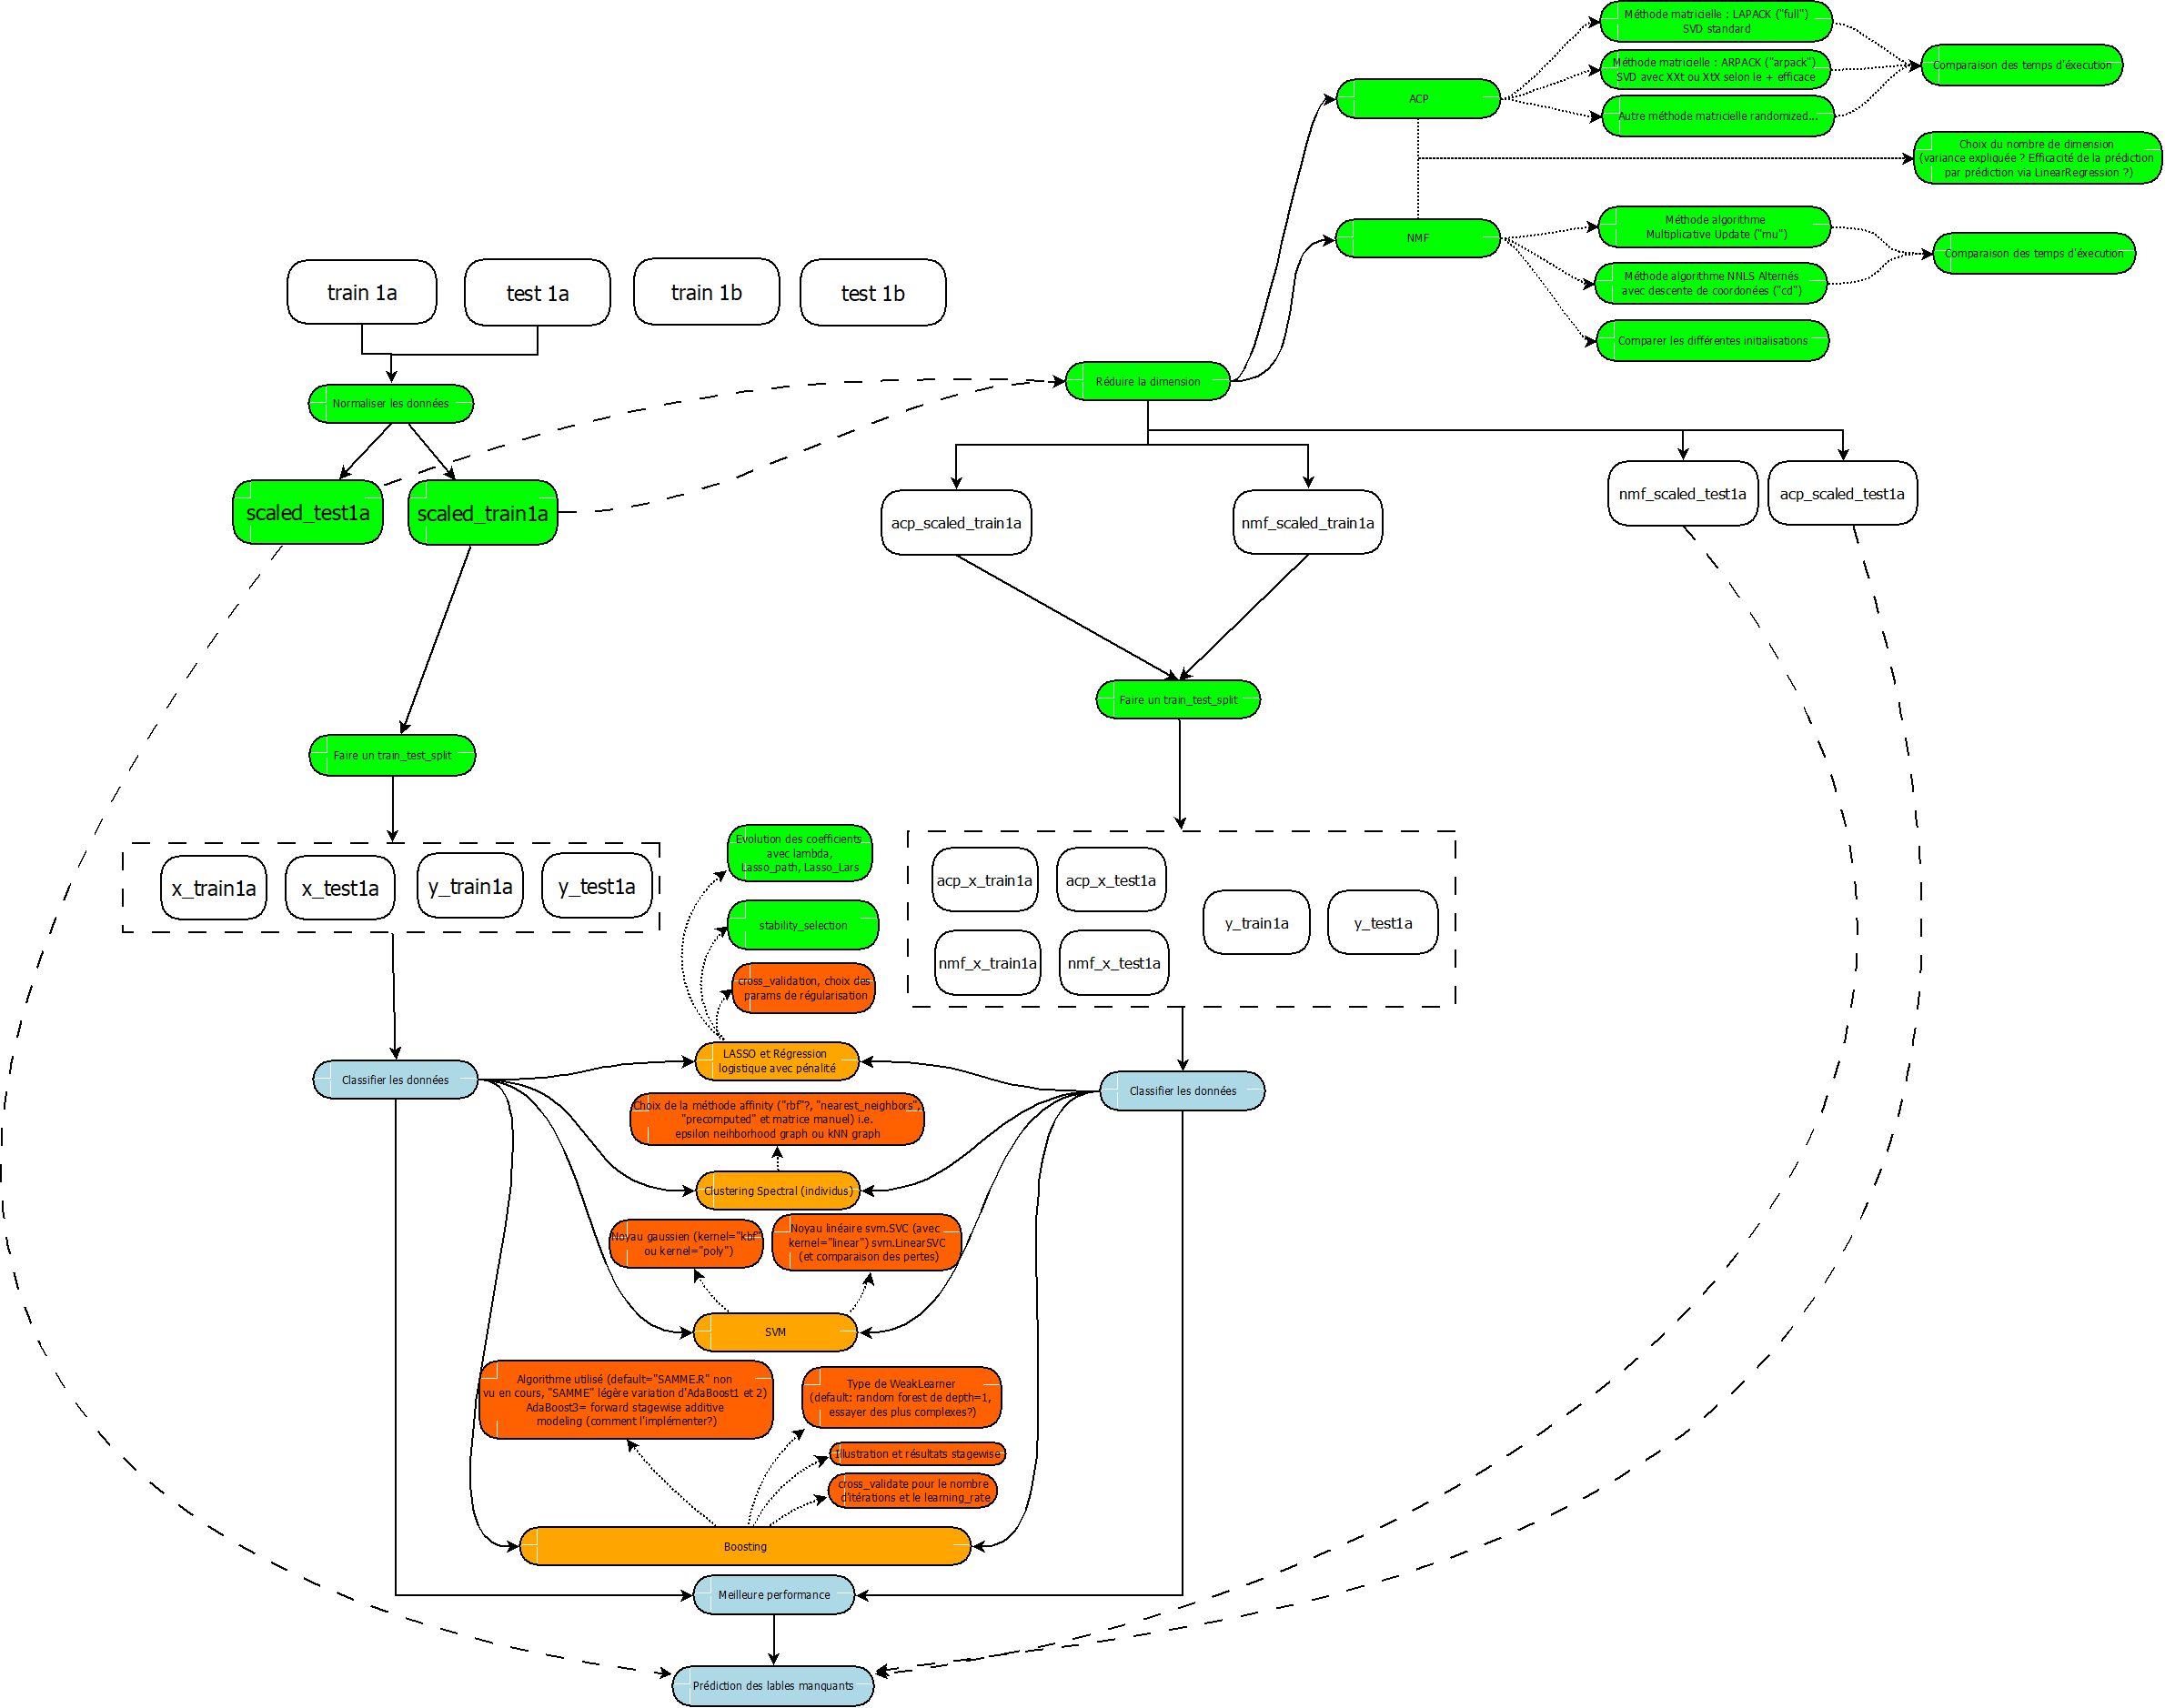 Méthode matricielle : LAPACK ("full")
SVD standard
Méthode matricielle : ARPACK ("arpack")
SVD avec XXt ou XtX selon le + efficace
Autre méthode matricielle randomized...
Comparaison des temps d'éxecution
ACP
Choix du nombre de dimension
(variance expliquée ? Efficacité de la prédiction
par prédiction via LinearRegression ?)
NMF
Méthode algorithme
Multiplicative Update ("mu")
Méthode algorithme NNLS Alternés
avec descente de coordonées ("cd")
Comparer les différentes initialisations
Comparaison des temps d'éxecution
train 1a
test 1a
train 1b
test 1b
Normaliser les données
Réduire la dimension
scaled_test1a
scaled_train1a
acp_scaled_train1a
nmf_scaled_train1a
nmf_scaled_test1a
acp_scaled_test1a
Faire un train_test_split
Faire un train_test_split
x_train1a
x_test1a
y_train1a
y_test1a
acp_x_train1a
acp_x_test1a
nmf_x_train1a
nmf_x_test1a
y_train1a
y_test1a
Evolution des coefficients
avec lambda,
Lasso_path, Lasso_Lars
stability_selection
cross_validation, choix des
params de régularisation
LASSO et Régression
logistique avec pénalité
Classifier les données
Classifier les données
Choix de la méthode affinity ("rbf"?, "nearest_neighbors",
"precomputed" et matrice manuel) i.e.
epsilon neihborhood graph ou kNN graph
Clustering Spectral (individus)
Noyau gaussien (kernel="kbf"
ou kernel="poly")
Noyau linéaire svm.SVC (avec
kernel="linear") svm.LinearSVC
(et comparaison des pertes)
SVM
Algorithme utilisé (default="SAMME.R" non
vu en cours, "SAMME" légère variation d'AdaBoost1 et 2)
AdaBoost3= forward stagewise additive
modeling (comment l'implémenter?)
Type de WeakLearner
(default: random forest de depth=1,
essayer des plus complexes?)
Illustration et résultats stagewise
cross_validate pour le nombre
d'itérations et le learning_rate
Boosting
Meilleure performance
Prédiction des lables manquants